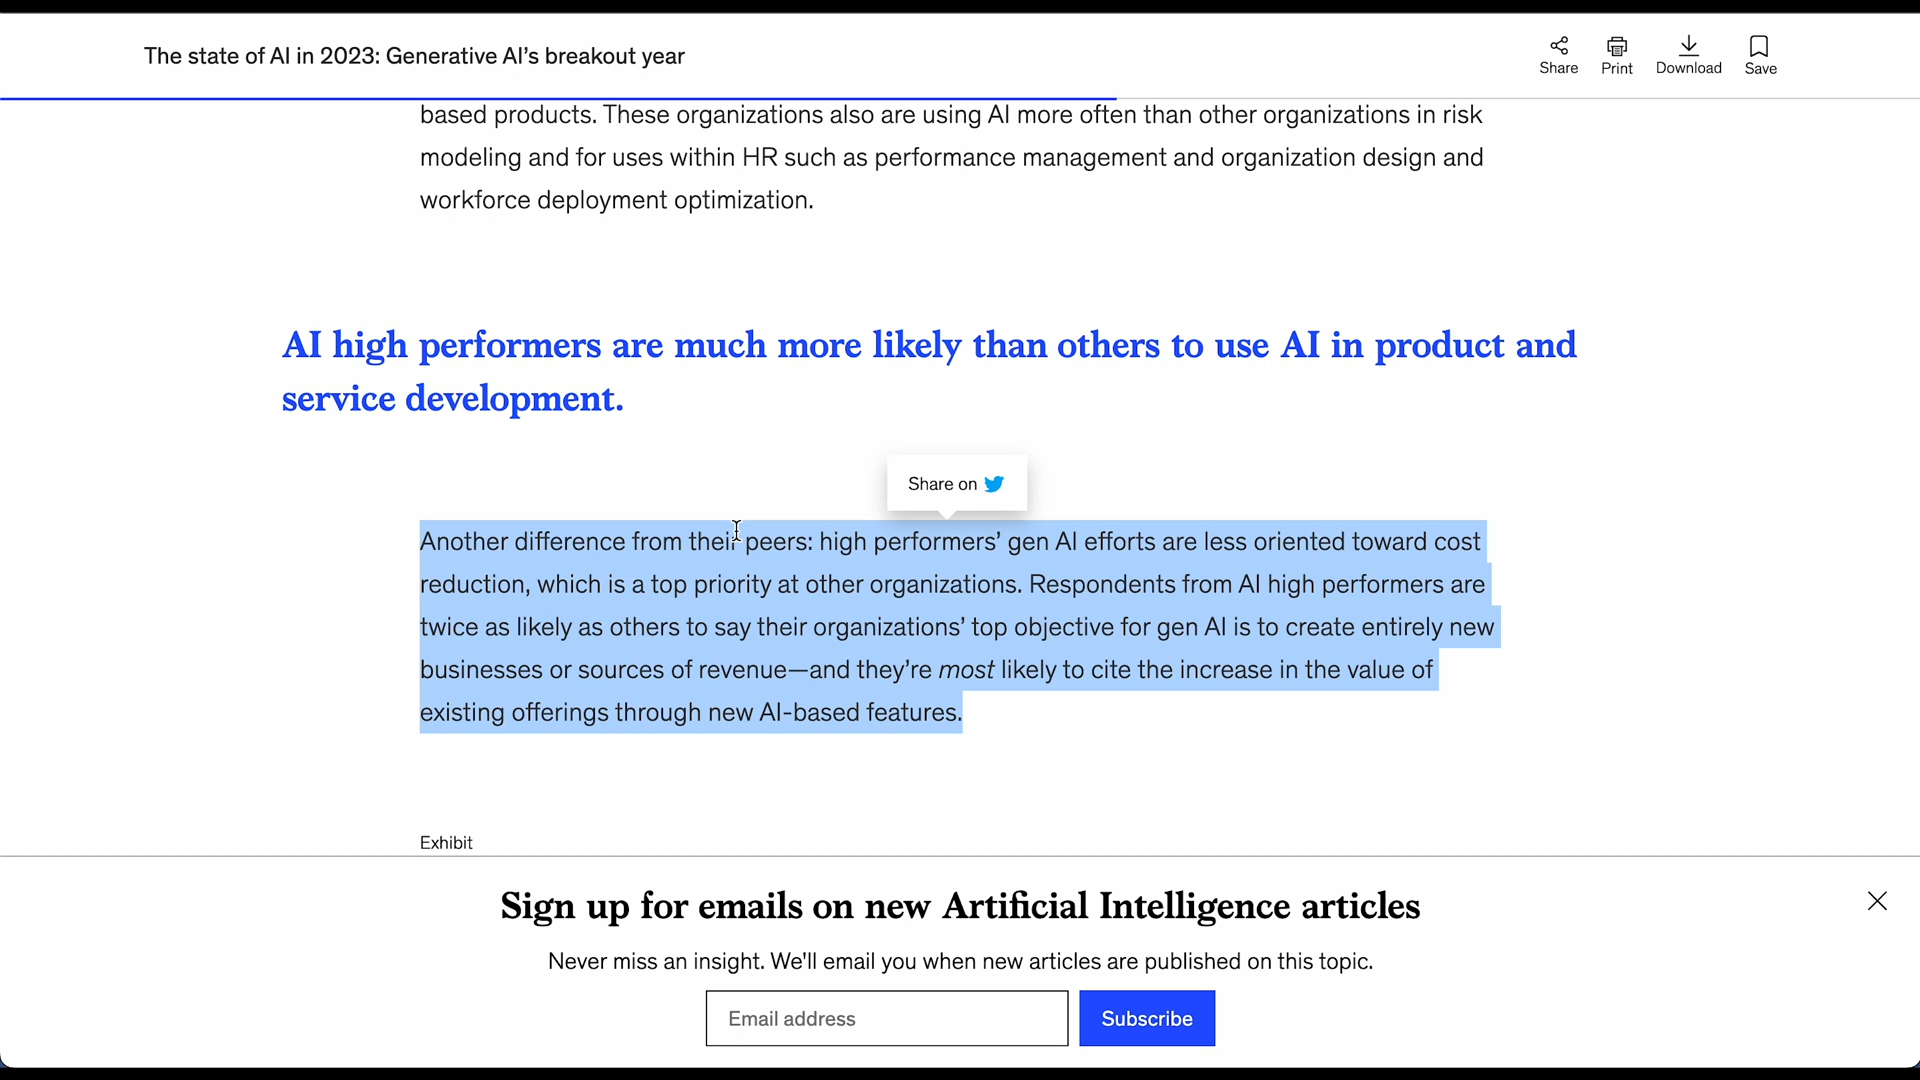 The state of AI in 2023: Generative AI’s breakout year
Share
Print
Download
Save
based products. These organizations also are using AI more often than other organizations in risk
modeling and for uses within HR such as performance management and organization design and
workforce deployment optimization.
AI high performers are much more likely than others to use AI in product and
service development.
Share on
Another difference from their peers: high performers’ gen AI efforts are less oriented toward cost
reduction, which is a top priority at other organizations. Respondents from AI high performers are
twice as likely as others to say their organizations’ top objective for gen AI is to create entirely new
businesses or sources of revenue—and they’re most likely to cite the increase in the value of
existing offerings through new AI-based features.
Exhibit
Sign up for emails on new Artificial Intelligence articles
Never miss an insight. We'll email you when new articles are published on this topic.
Email address
Subscribe